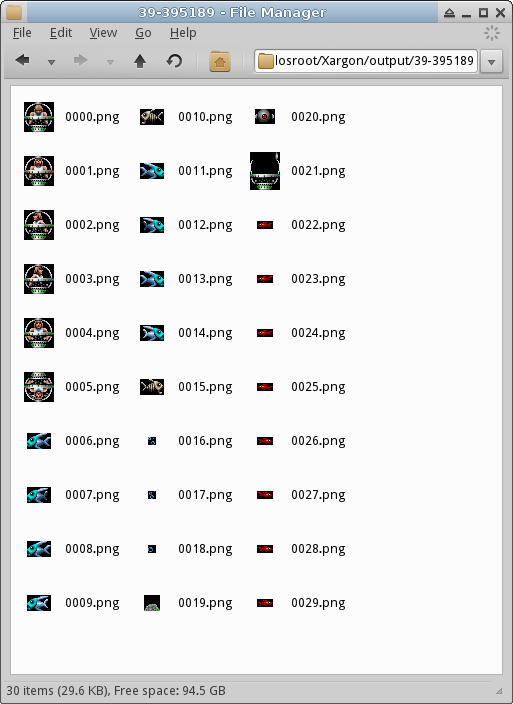 39-395189 - File Manager
File Edit View Go Help
losroot/Xargon/output/39-395189
0000.png 0010.png 0020.png
0001.png 0011.png 0021.png
0002.png 0012.png 0022.png
0003.png 0013.png 0023.png
0004.png 0014.png 0024.png
0005.png 0015.png 0025.png
0006.png 0016.png 0026.png
0007.png 0017.png 0027.png
0008.png 0018.png 0028.png
0009.png 0019.png 0029.png
30 items (29.6 KB), Free space: 94.5 GB